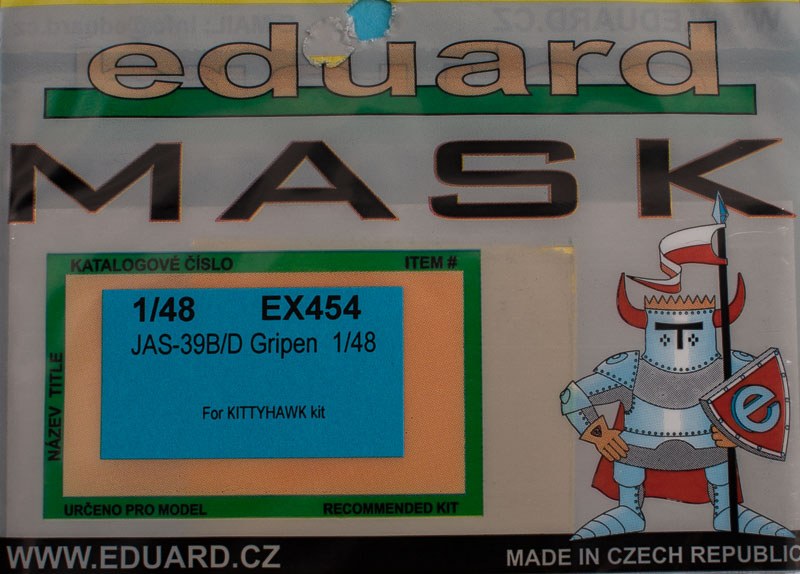 eduard
MASK
KATALOGOVÉ ČÍSLO ITEM #
1/48 EX454
JAS-39B/D Gripen 1/48
For KITTYHAWK kit
NÁZEV TITLE
URČENO PRO MODEL RECOMMENDED KIT
e
WWW.EDUARD.CZ MADE IN CZECH REPUBLIC